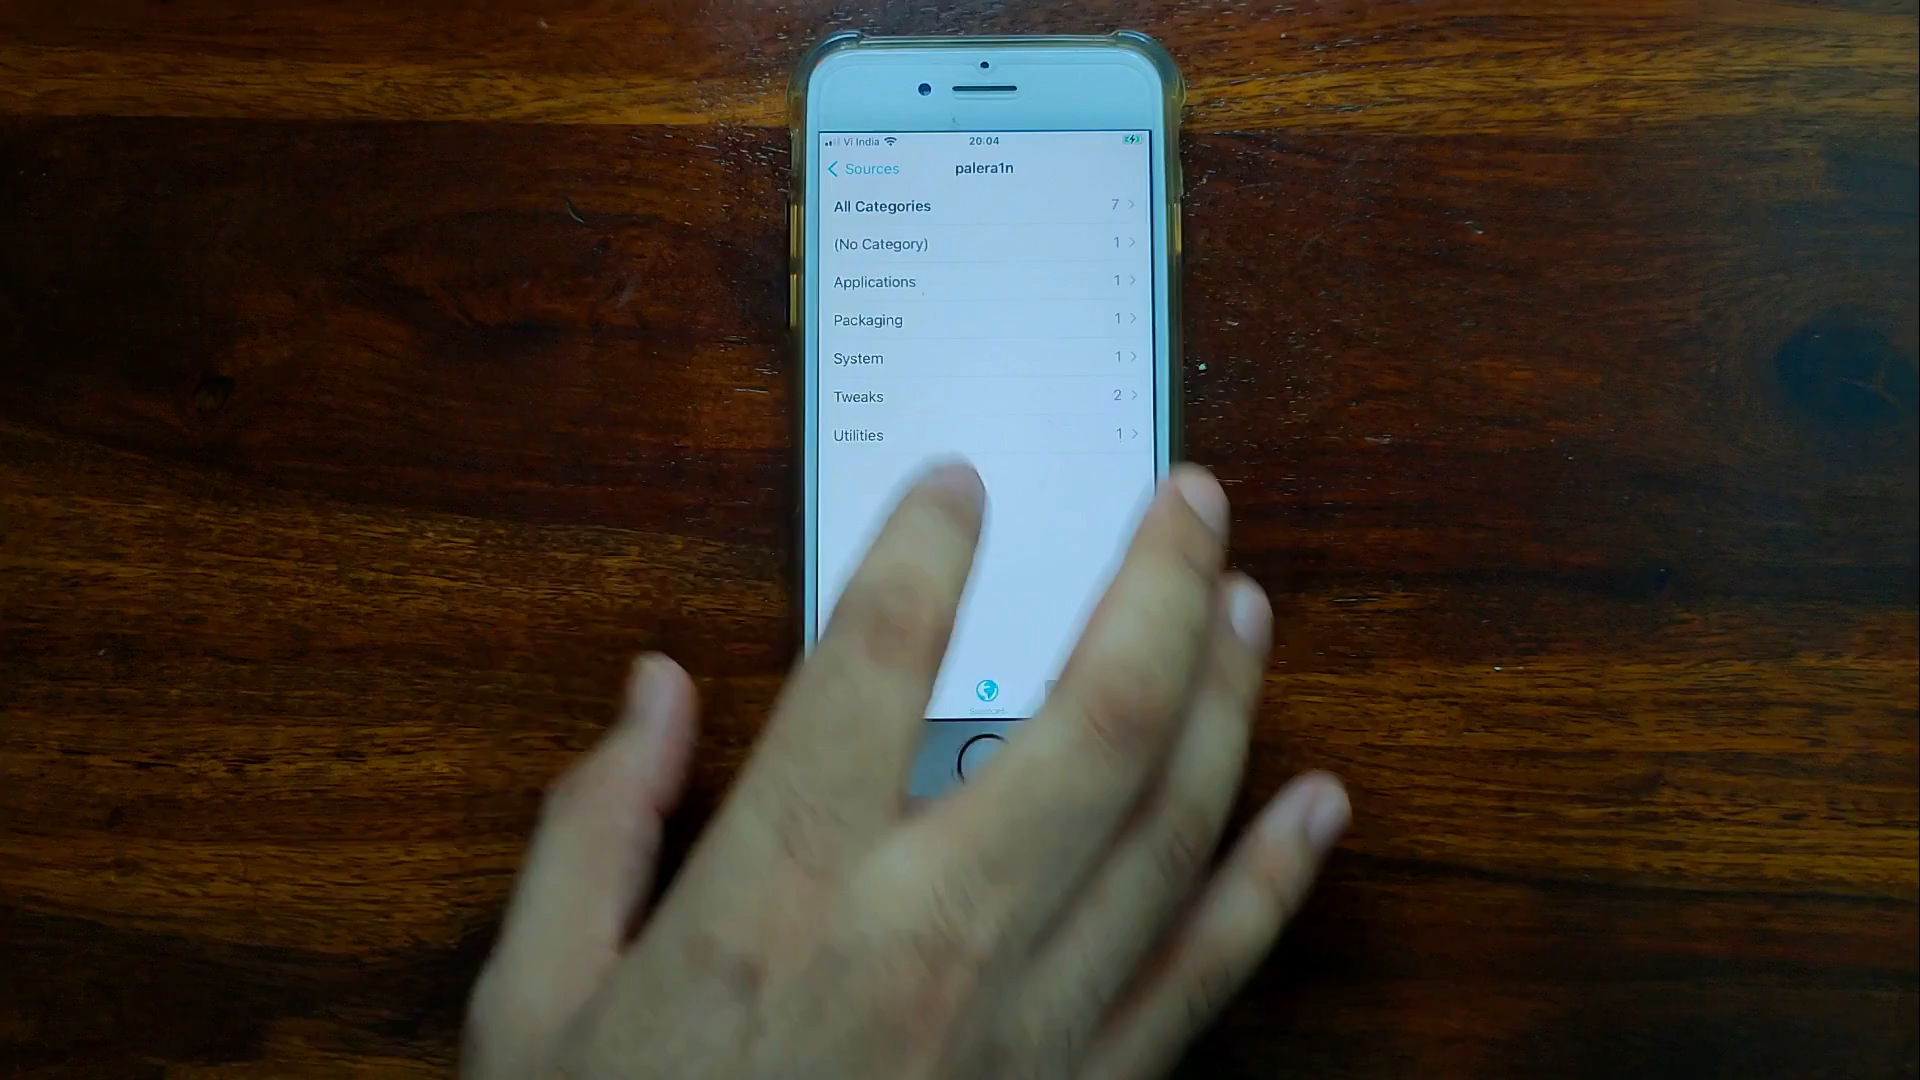 Vi India 20:04
Sources palera1n
All Categories 7
(No Category) 1
Applications 1
Packaging 1
System 1
Tweaks 2
Utilities 1
Sources